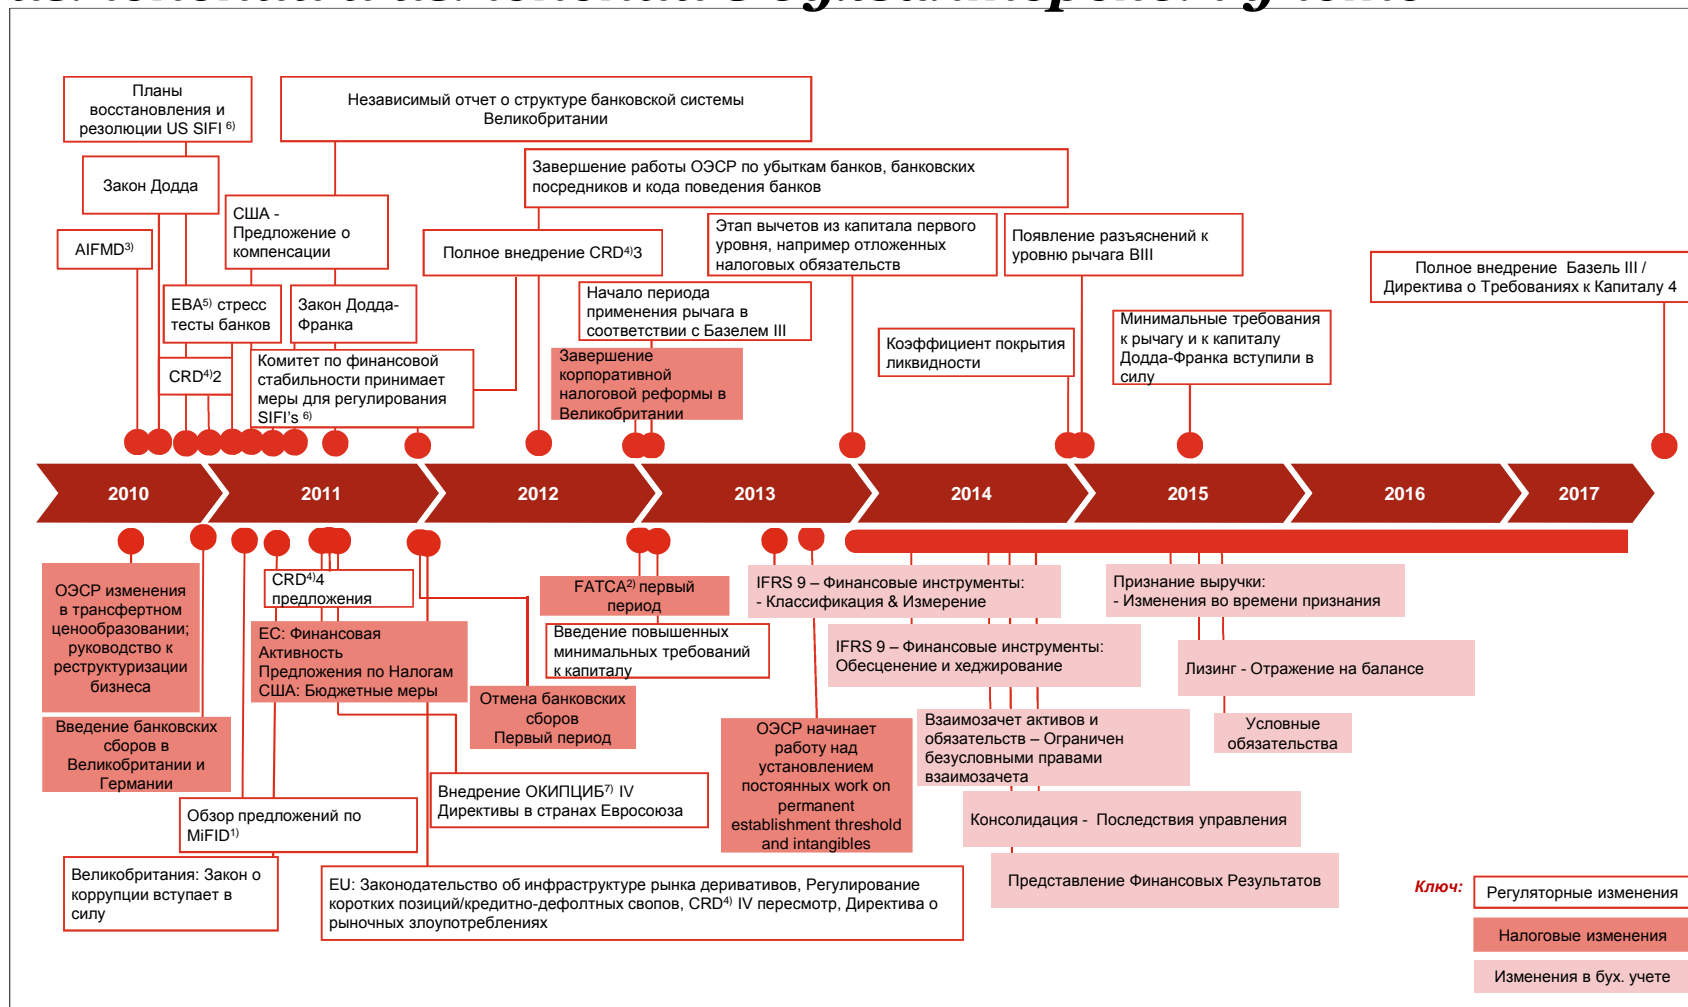 Планы
восстановления и
резолюции US SIFI 6)
Независимый отчет о структуре банковской системы
Великобритании
Закон Додда
Завершение работы ОЭСР по убыткам банков, банковских
посредников и кода поведения банков
США -
Предложение о
компенсации
AIFMD3)
Полное внедрение CRD4)3
Этап вычетов из капитала первого
уровня, например отложенных
налоговых обязательств
Появление разъяснений к
уровню рычага BIII
Полное внедрение Базель III /
Директива о Требованиях к Капиталу 4
EBA5) стресс
тесты банков
Закон Додда-
Франка
Начало периода
применения рычага в
соответствии с Базелем III
Минимальные требования
к рычагу и к капиталу
Додда-Франка вступили в
силу
Коэффициент покрытия
ликвидности
CRD4)2
Комитет по финансовой
стабильности принимает
меры для регулирования
SIFI's 6)
Завершение
корпоративной
налоговой реформы в
Великобритании
2010
2011
2012
2013
2014
2015
2016
2017
ОЭСР изменения
в трансфертном
ценообразовании;
руководство к
реструктуризации
бизнеса
CRD4)4
предложения
FATCA2) первый
период
IFRS 9 – Финансовые инструменты:
- Классификация & Измерение
Признание выручки:
- Изменения во времени признания
ЕС: Финансовая
Активность
Предложения по Налогам
США: Бюджетные меры
Введение повышенных
минимальных требований
к капиталу
IFRS 9 – Финансовые инструменты:
Обесценение и хеджирование
Лизинг - Отражение на балансе
Отмена банковских
сборов
Первый период
Введение банковских
сборов в
Великобритании и
Германии
ОЭСР начинает
работу над
установлением
постоянных work on
permanent
establishment threshold
and intangibles
Взаимозачет активов и
обязательств – Ограничен
безусловными правами
взаимозачета
Условные
обязательства
Внедрение ОКИПЦИБ7) IV
Директивы в странах Евросоюза
Обзор предложений по
MiFID1)
Консолидация - Последствия управления
Великобритания: Закон о
коррупции вступает в
силу
EU: Законодательство об инфраструктуре рынка деривативов, Регулирование
коротких позиций/кредитно-дефолтных свопов, CRD4) IV пересмотр, Директива о
рыночных злоупотреблениях
Представление Финансовых Результатов
Ключ:
Регуляторные изменения
Налоговые изменения
Изменения в бух. учете